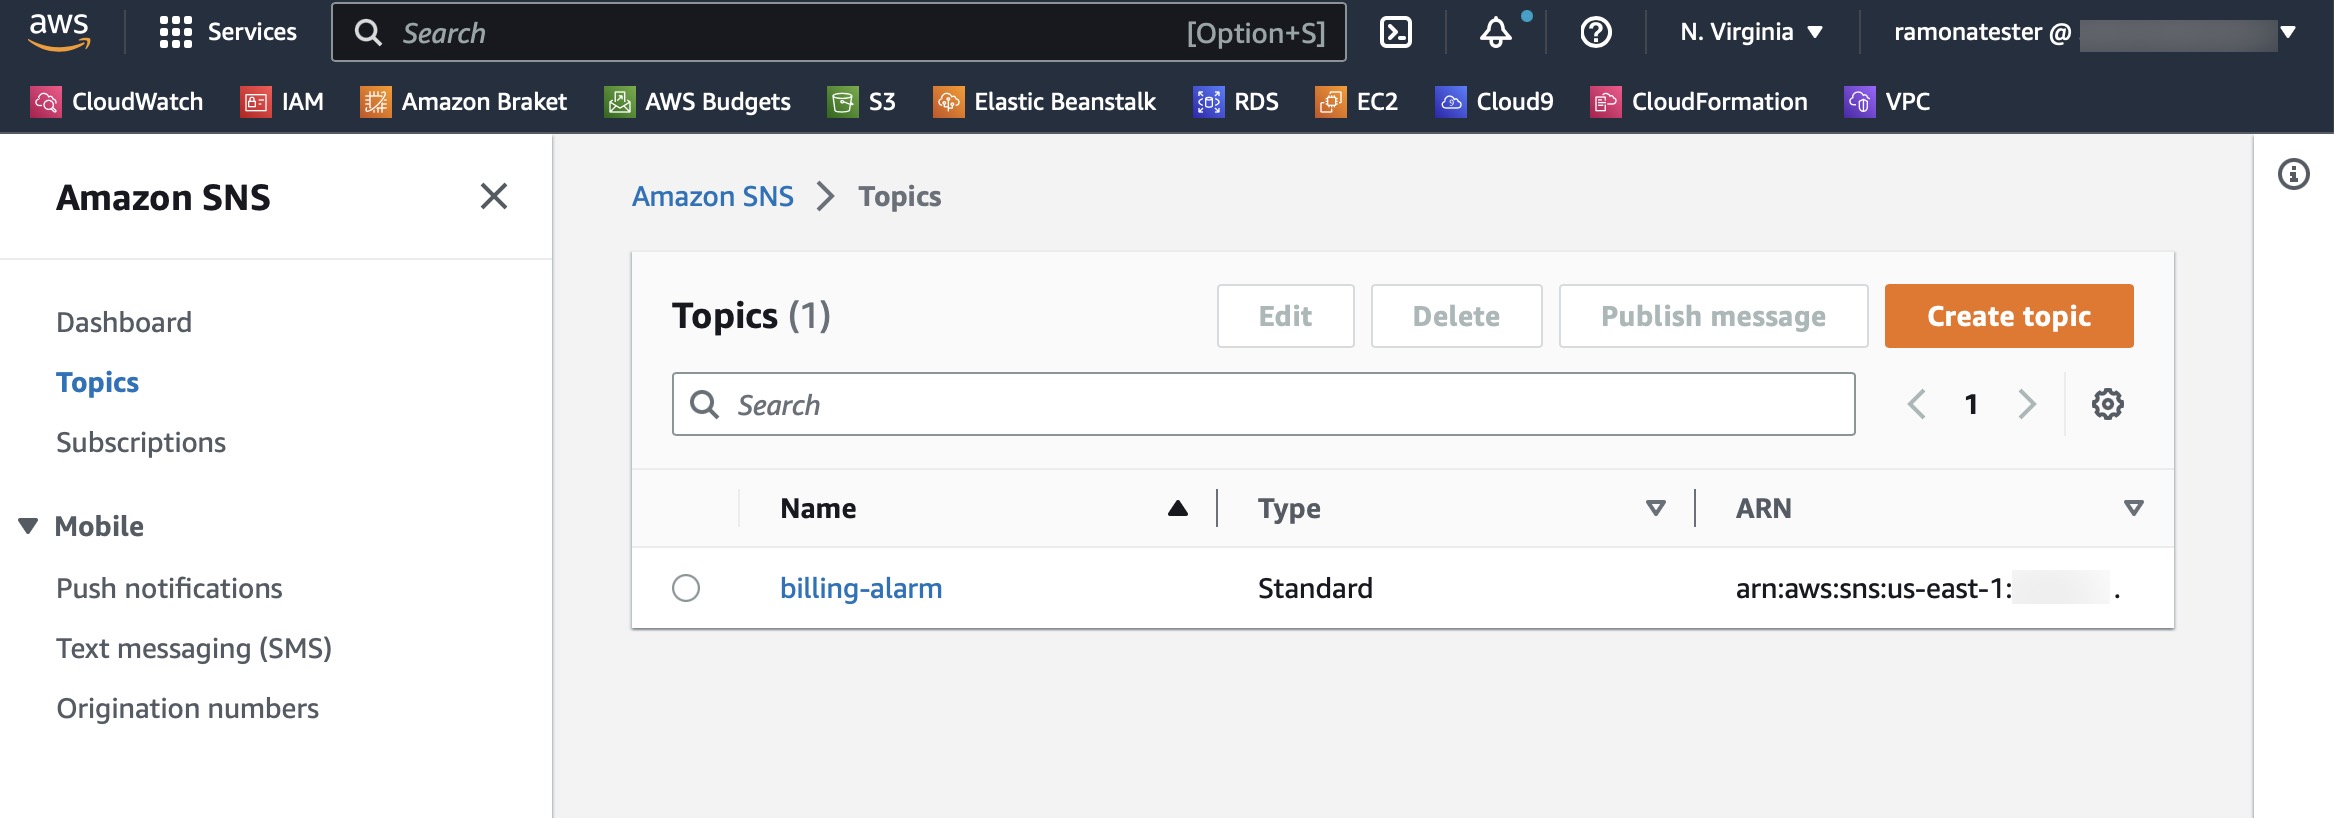 aws
Services
Search
[Option+S]
N. Virginia
ramonatester @
CloudWatch
IAM
Amazon Braket
AWS Budgets
S3
Elastic Beanstalk
RDS
EC2
Cloud9
CloudFormation
VPC
Amazon SNS
Dashboard
Topics
Subscriptions
Mobile
Push notifications
Text messaging (SMS)
Origination numbers
Amazon SNS
Topics
Topics (1)
Edit
Delete
Publish message
Create topic
Search
1
Name
Type
ARN
billing-alarm
Standard
arn:aws:sns:us-east-1: